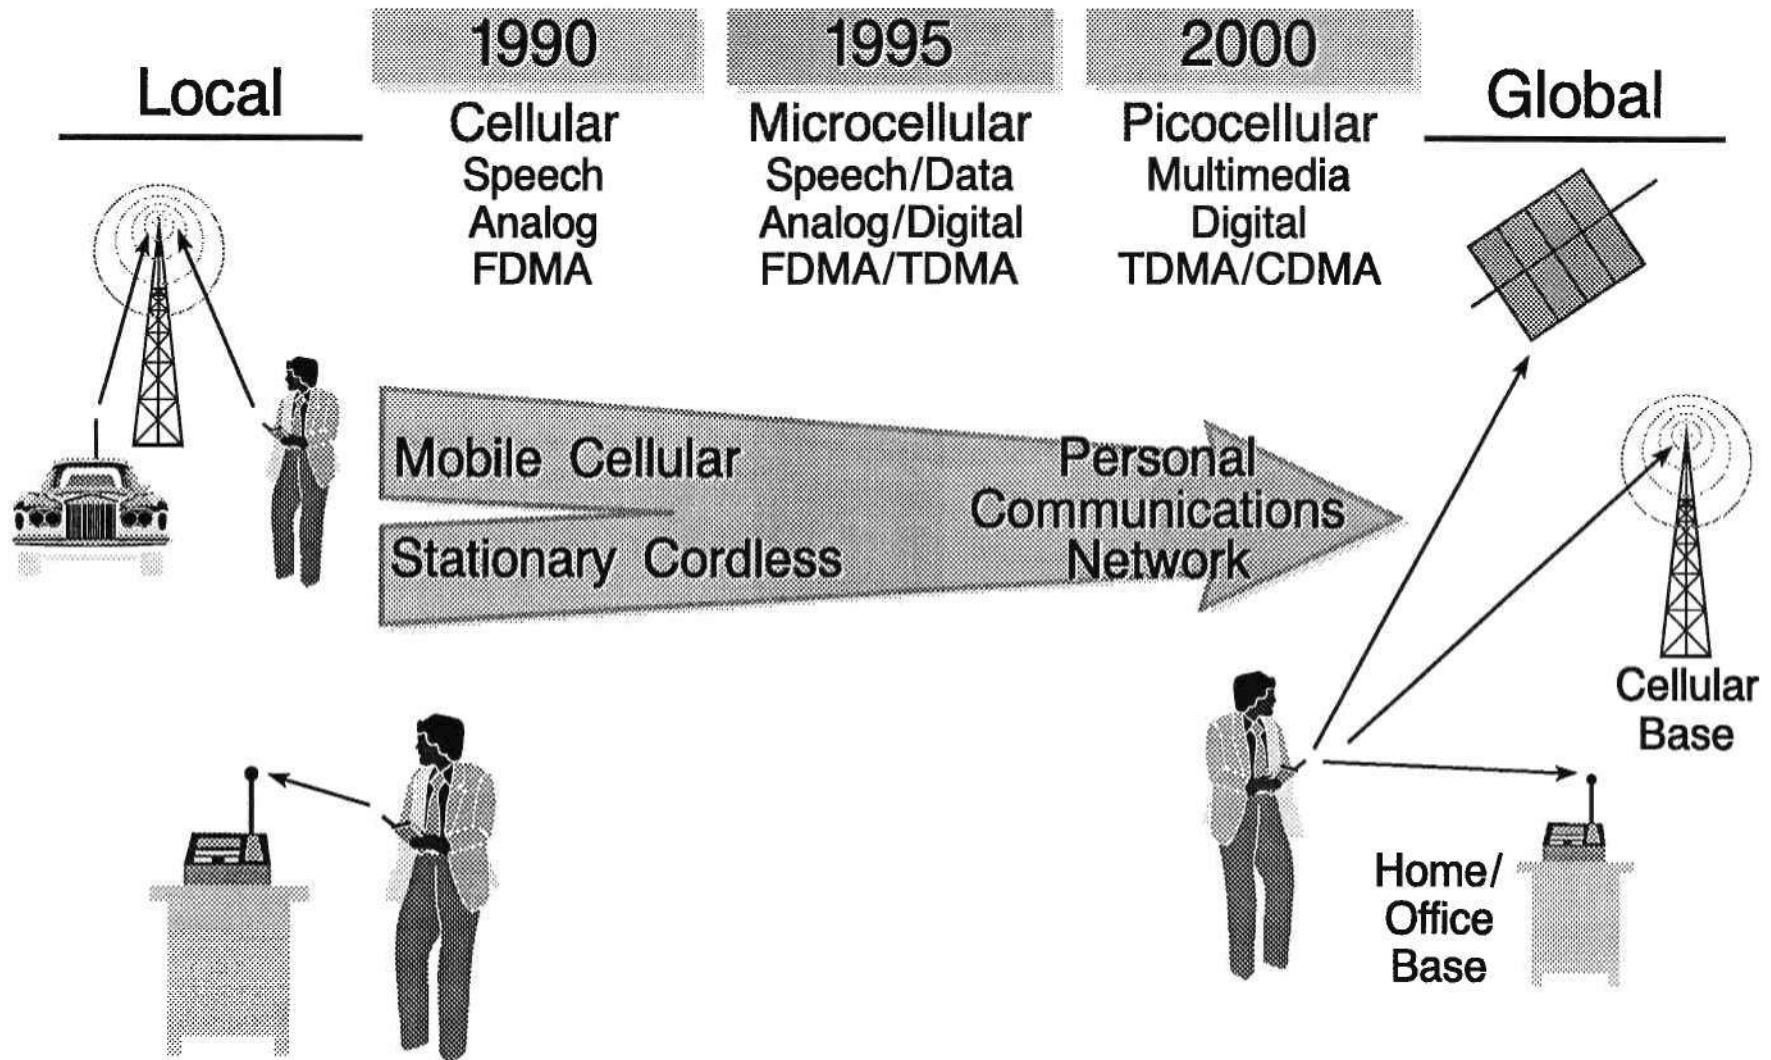 Local
1990
Cellular
Speech
Analog
FDMA
1995
Microcellular
Speech/Data
Analog/Digital
FDMA/TDMA
2000
Picocellular
Multimedia
Digital
TDMA/CDMA
Global
Mobile Cellular
Stationary Cordless
Personal
Communications
Network
Cellular
Base
Home/
Office
Base